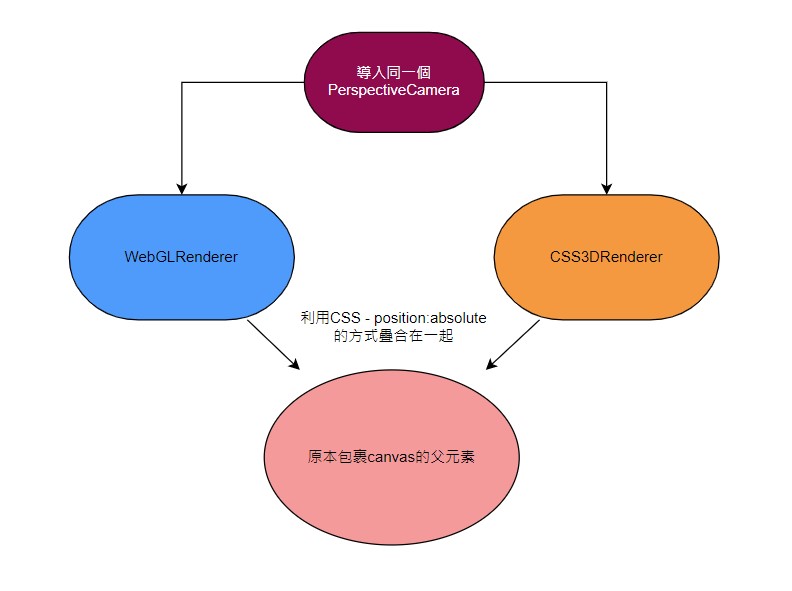 導入同一個
PerspectiveCamera
WebGLRenderer
CSS3DRenderer
利用CSS - position:absolute
的方式疊合在一起
原本包裹canvas的父元素